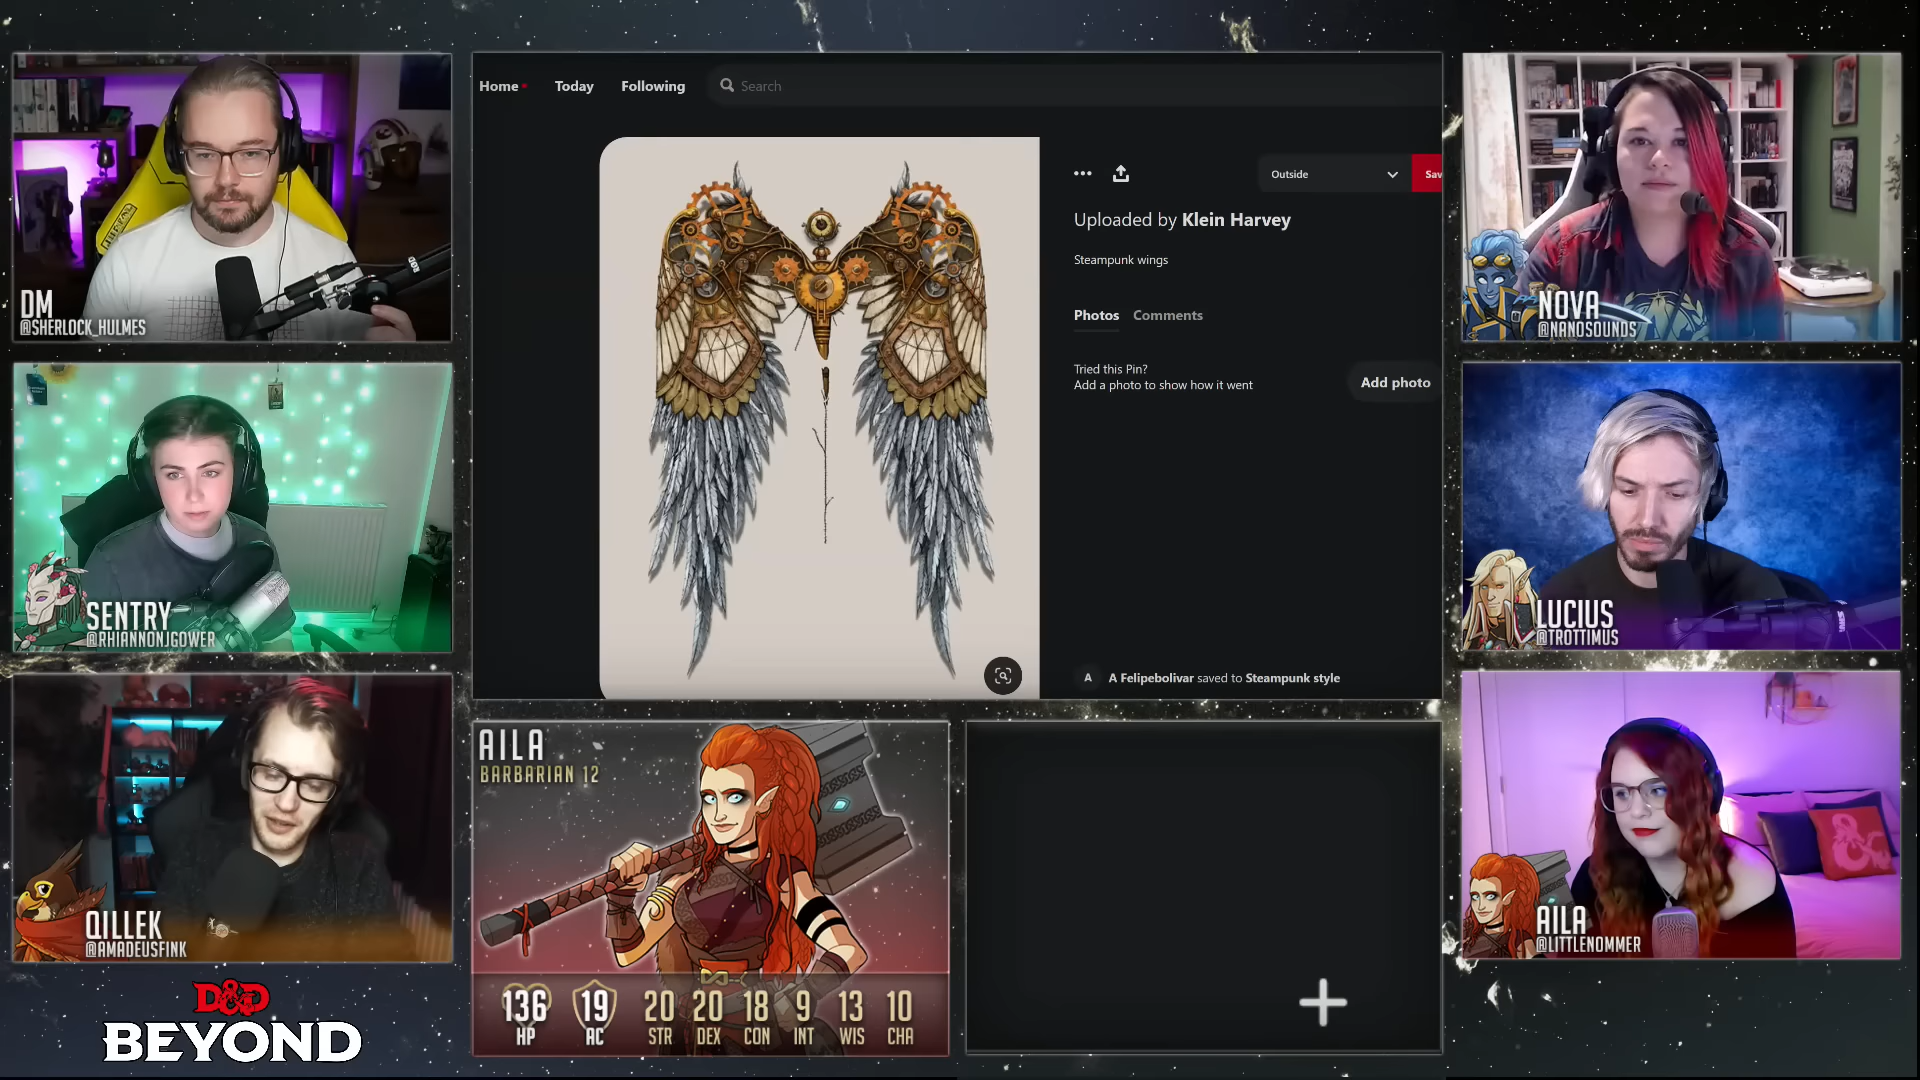 DM
@SHERLOCK_HULMES
SENTRY
@RHIANNONJGOWER
QILLEK
@AMADEUSFINK
D&D
BEYOND
Home
Today
Following
Search
Outside
Sav
Uploaded by Klein Harvey
Steampunk wings
Photos
Comments
Tried this Pin?
Add a photo to show how it went
Add photo
A
A Felipebolivar saved to Steampunk style
AILA
BARBARIAN 12
136
19
20
20
18
9
13
10
HP
AC
STR
DEX
CON
INT
WIS
CHA
NOVA
@NANOSOUNDS
LUCIUS
@TROTTIMUS
AILA
@LITTLENOMMER